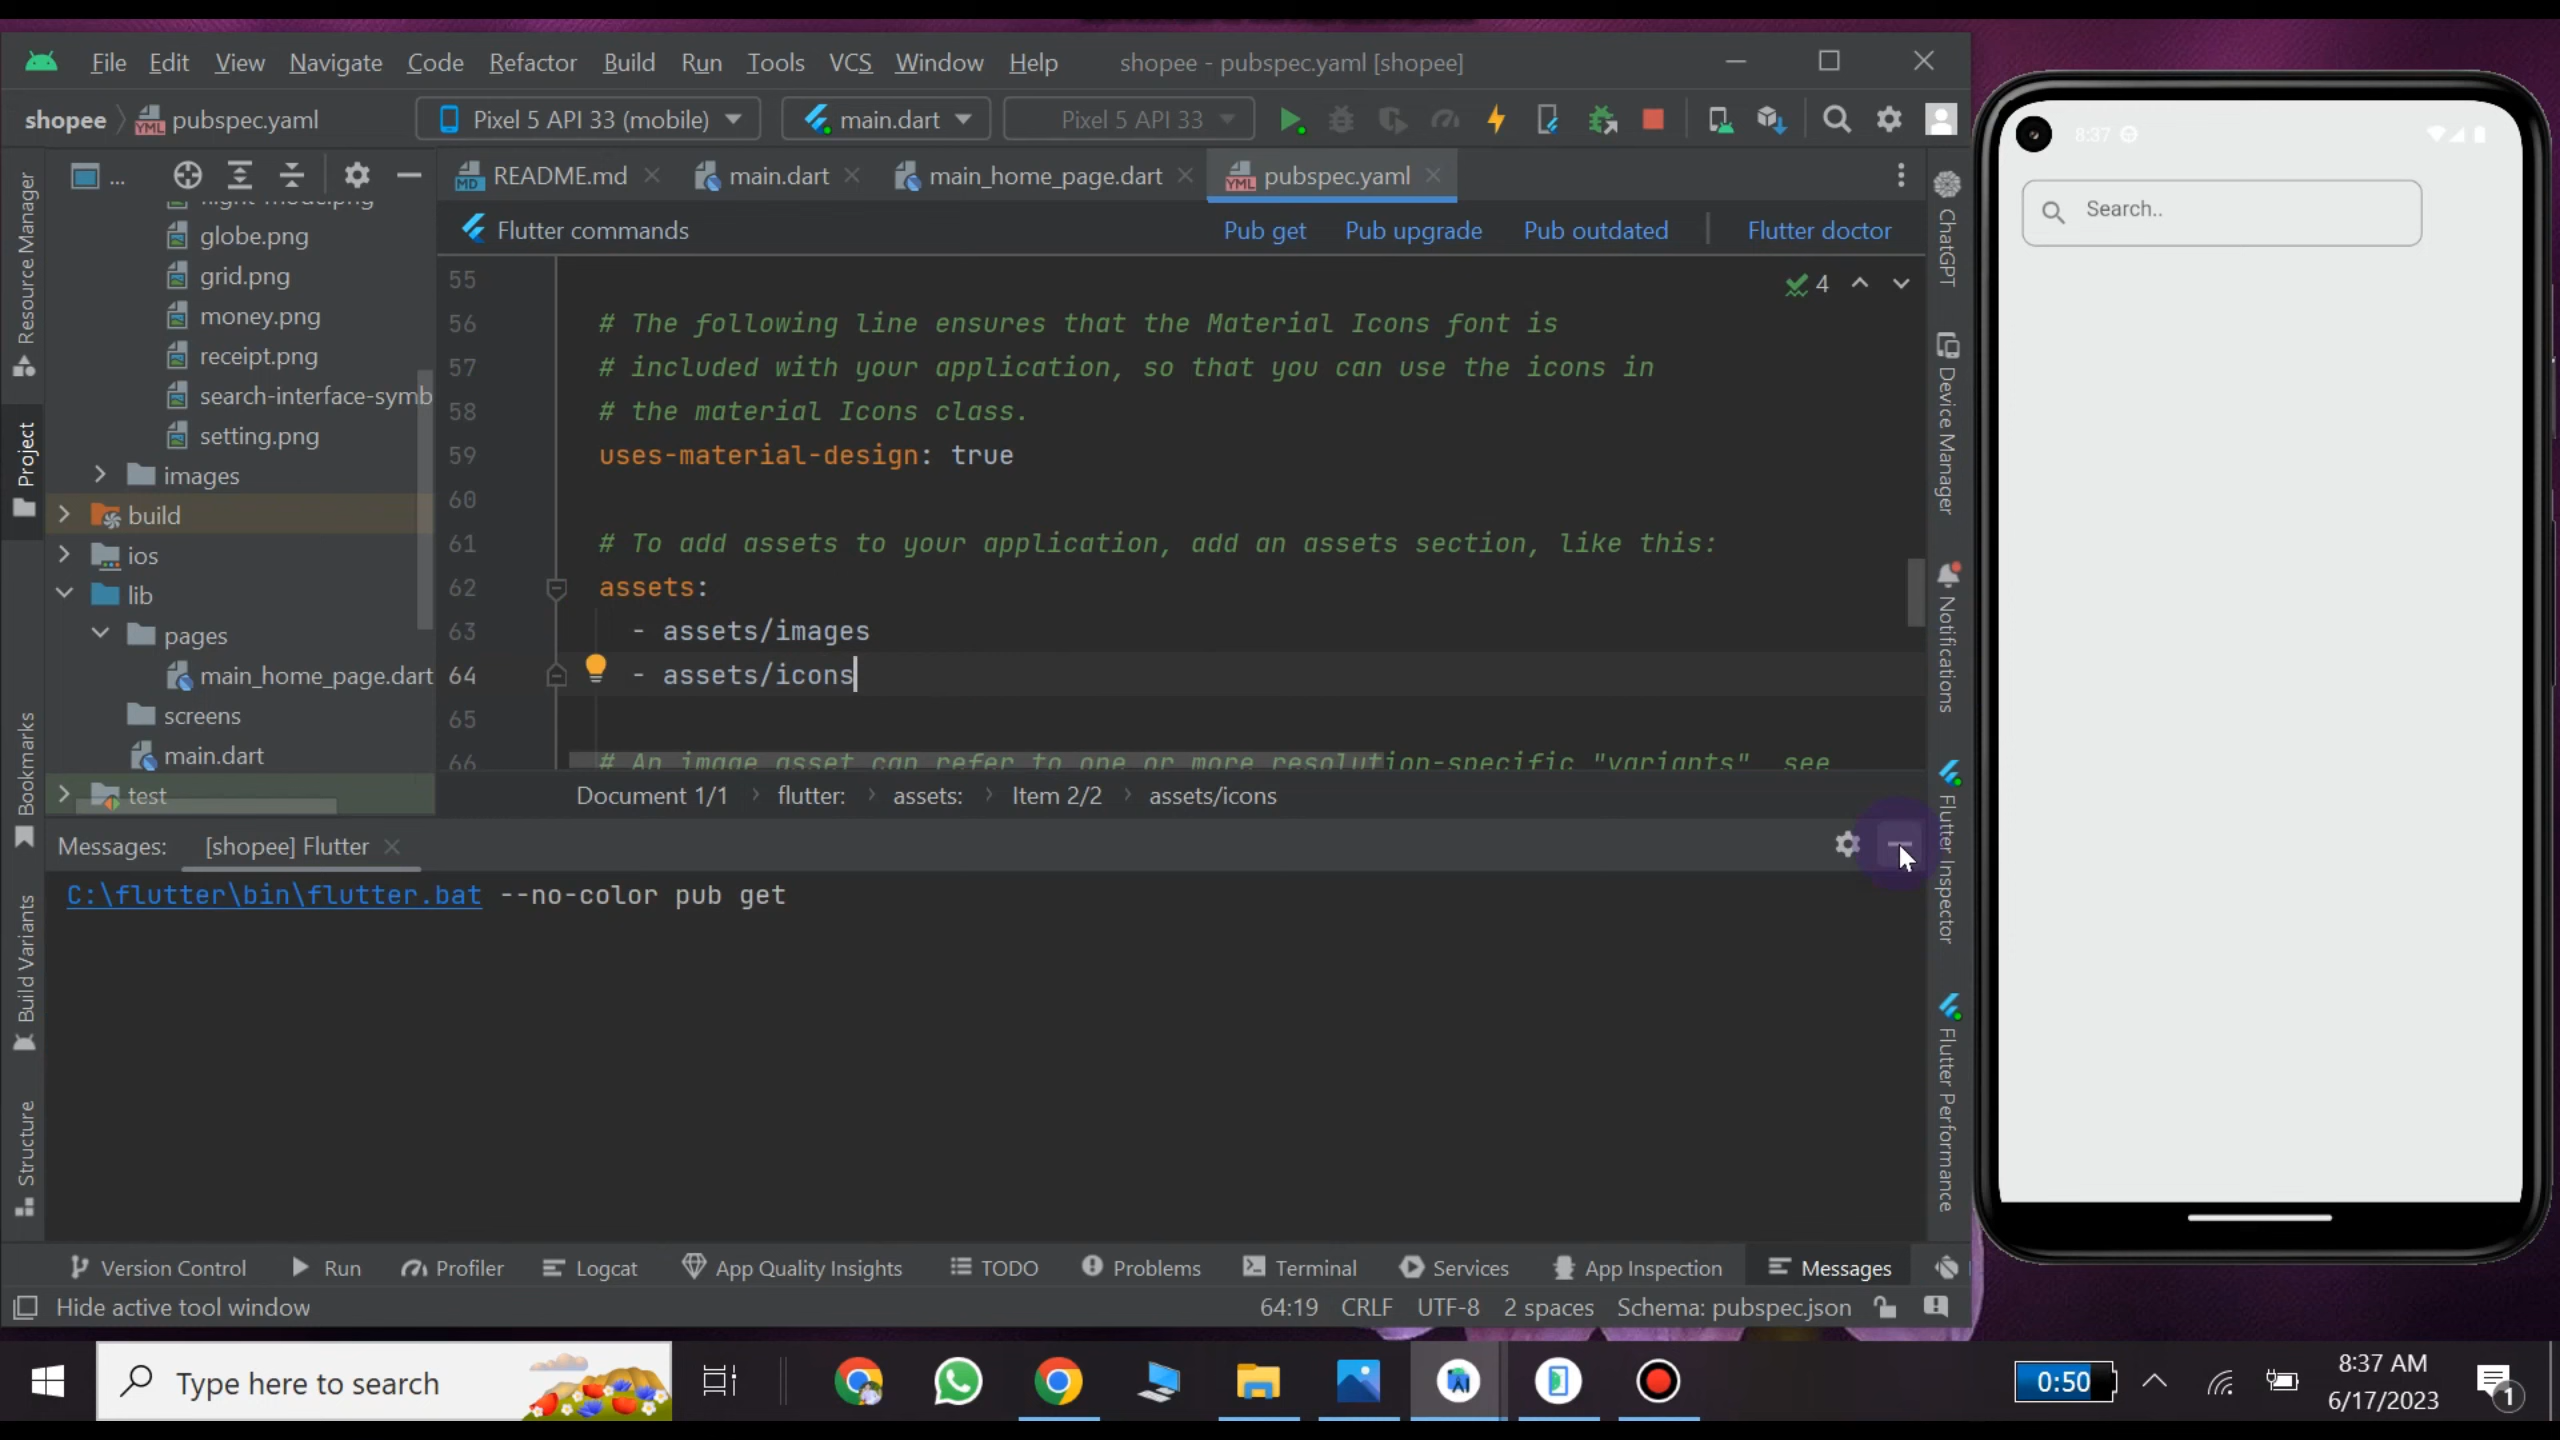 File Edit View Navigate Code Refactor Build Run Tools VCS Window Help shopee - pubspec.yaml [shopee]
shopee pubspec.yaml Pixel 5 API 33 (mobile) main.dart Pixel 5 API 33
... README.md main.dart main_home_page.dart pubspec.yaml
Flutter commands Pub get Pub upgrade Pub outdated Flutter doctor
Resource Manager
Project
Bookmarks
Build Variants
Structure
globe.png
grid.png
money.png
receipt.png
search-interface-symb
setting.png
images
build
ios
lib
pages
main_home_page.dart
screens
main.dart
test
4
55
56 # The following line ensures that the Material Icons font is
57 # included with your application, so that you can use the icons in
58 # the material Icons class.
59 uses-material-design: true
60
61 # To add assets to your application, add an assets section, like this:
62 assets:
63 - assets/images
64 - assets/icons
65
66 # An image asset can refer to one or more resolution-specific "variants" see
Document 1/1 flutter: assets: Item 2/2 assets/icons
Messages: [shopee] Flutter
C:\flutter\bin\flutter.bat --no-color pub get
ChatGPT
Device Manager
Notifications
Flutter Inspector
Flutter Performance
Version Control Run Profiler Logcat App Quality Insights TODO Problems Terminal Services App Inspection Messages
Hide active tool window 64:19 CRLF UTF-8 2 spaces Schema: pubspec.json
8:37
Search..
Type here to search
0:50
8:37 AM
6/17/2023
1